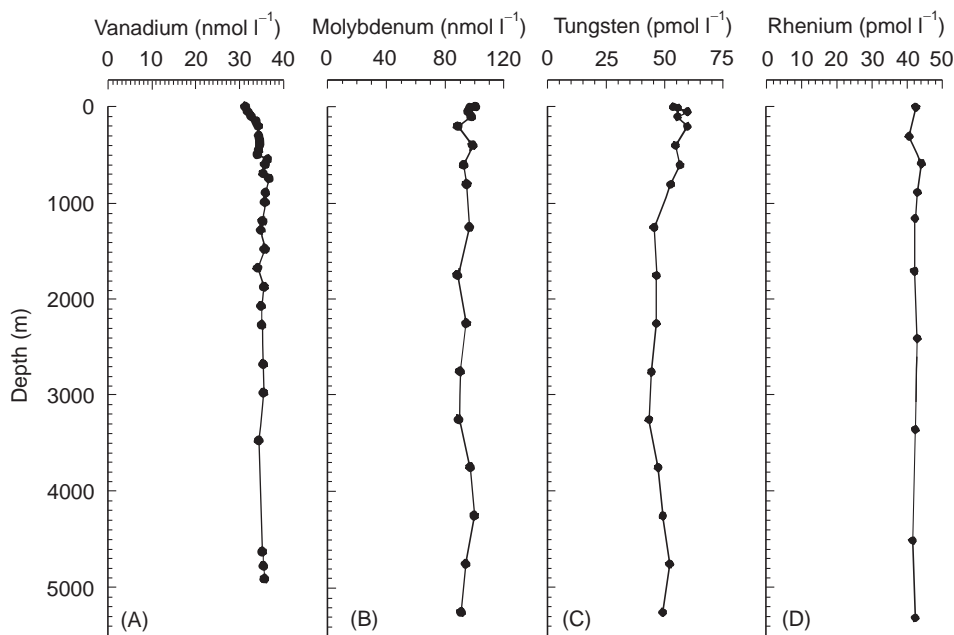 Vanadium (nmol l⁻¹) Molybdenum (nmol l⁻¹) Tungsten (pmol l⁻¹) Rhenium (pmol l⁻¹)
0 10 20 30 40 0 40 80 120 0 25 50 75 0 10 20 30 40 50
0
1000
2000
Depth (m)
3000
4000
5000
(A) (B) (C) (D)